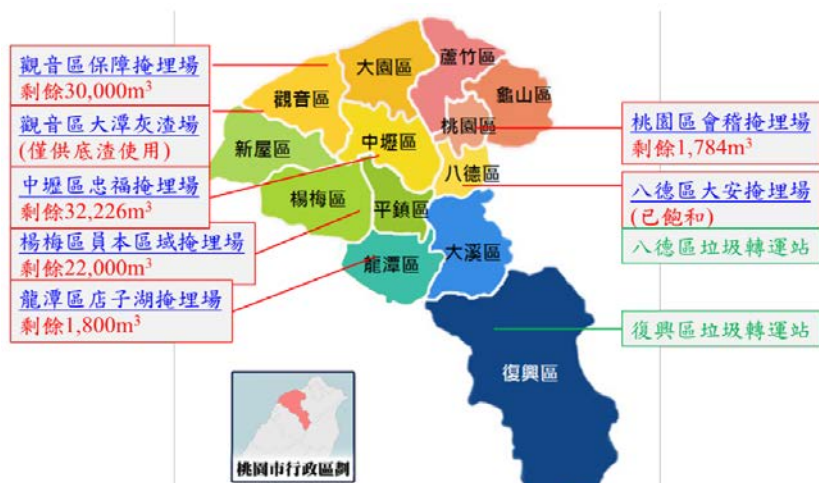 觀音區保障掩埋場
剩餘30,000m³
觀音區大潭灰渣場
(僅供底渣使用)
中壢區忠福掩埋場
剩餘32,226m³
楊梅區員本區域掩埋場
剩餘22,000m³
龍潭區店子湖掩埋場
剩餘1,800m³
大園區
蘆竹區
觀音區
龜山區
桃園區
新屋區
中壢區
八德區
楊梅區
平鎮區
龍潭區
大溪區
復興區
桃園區會稽掩埋場
剩餘1,784m³
八德區大安掩埋場
(已飽和)
八德區垃圾轉運站
復興區垃圾轉運站
桃園市行政區劃